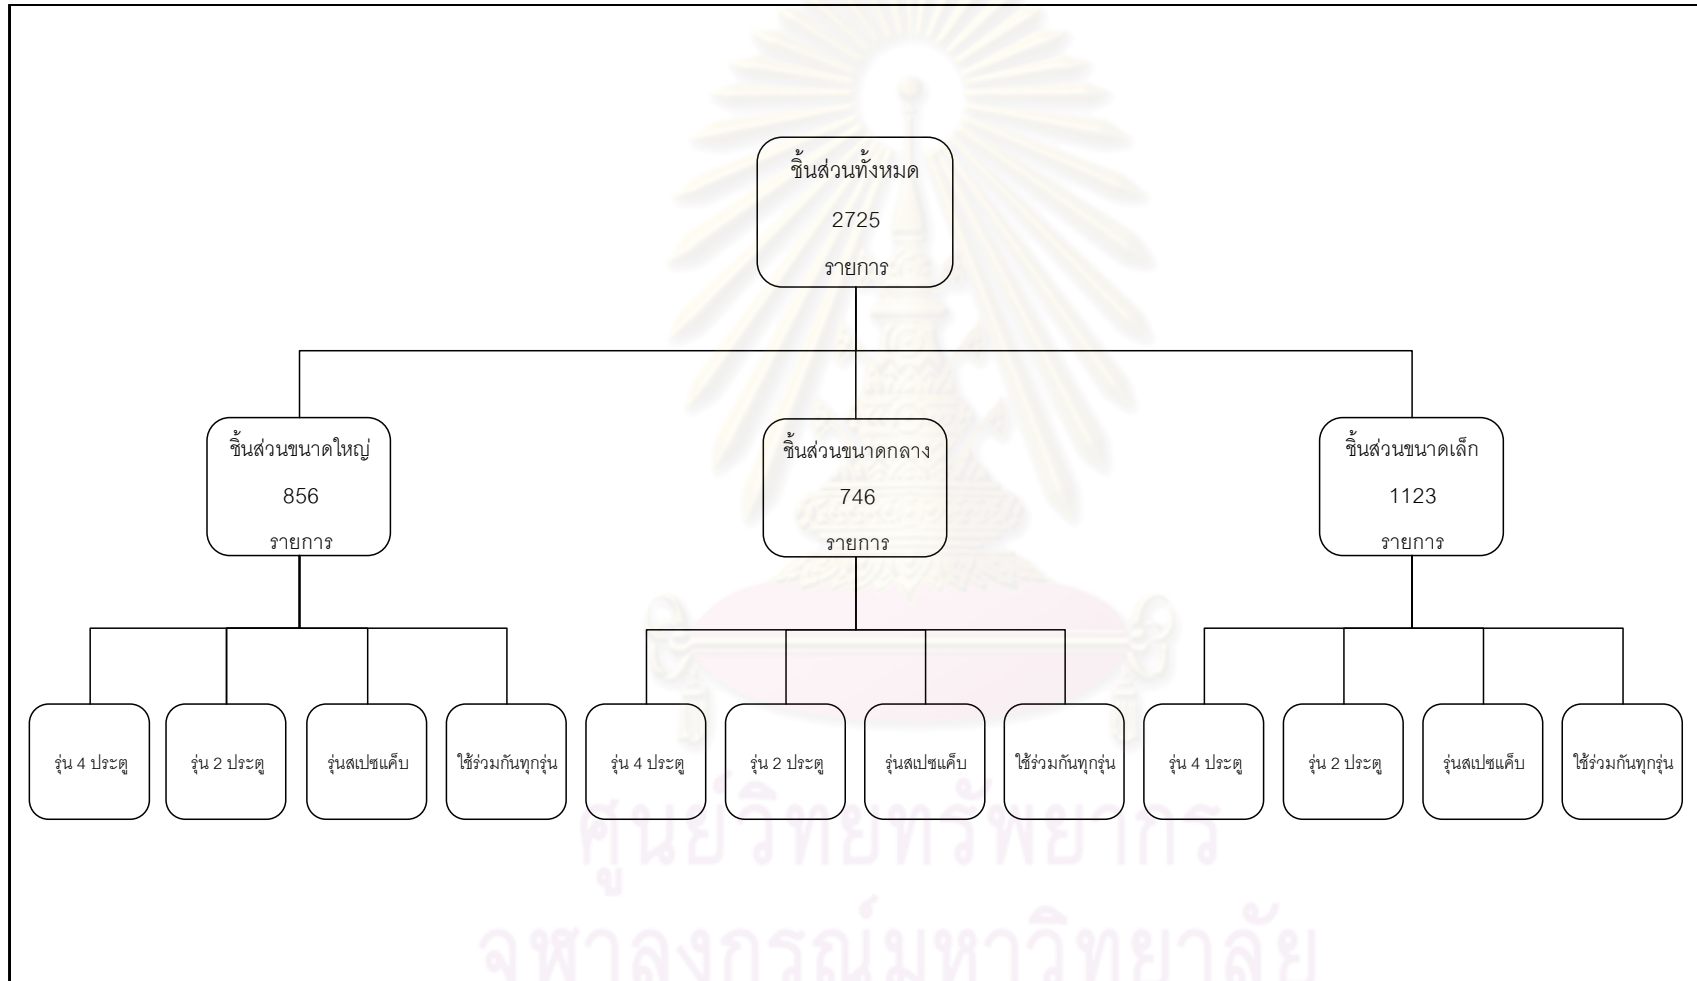 ชิ้นส่วนทั้งหมด
2725
รายการ
ชิ้นส่วนขนาดใหญ่
856
รายการ
ชิ้นส่วนขนาดกลาง
746
รายการ
ชิ้นส่วนขนาดเล็ก
1123
รายการ
รุ่น 4 ประตู
รุ่น 2 ประตู
รุ่นสเปซแค็บ
ใช้ร่วมกันทุกรุ่น
รุ่น 4 ประตู
รุ่น 2 ประตู
รุ่นสเปซแค็บ
ใช้ร่วมกันทุกรุ่น
รุ่น 4 ประตู
รุ่น 2 ประตู
รุ่นสเปซแค็บ
ใช้ร่วมกันทุกรุ่น
ศูนย์วิทยทรัพยากร
จุฬาลงกรณ์มหาวิทยาลัย